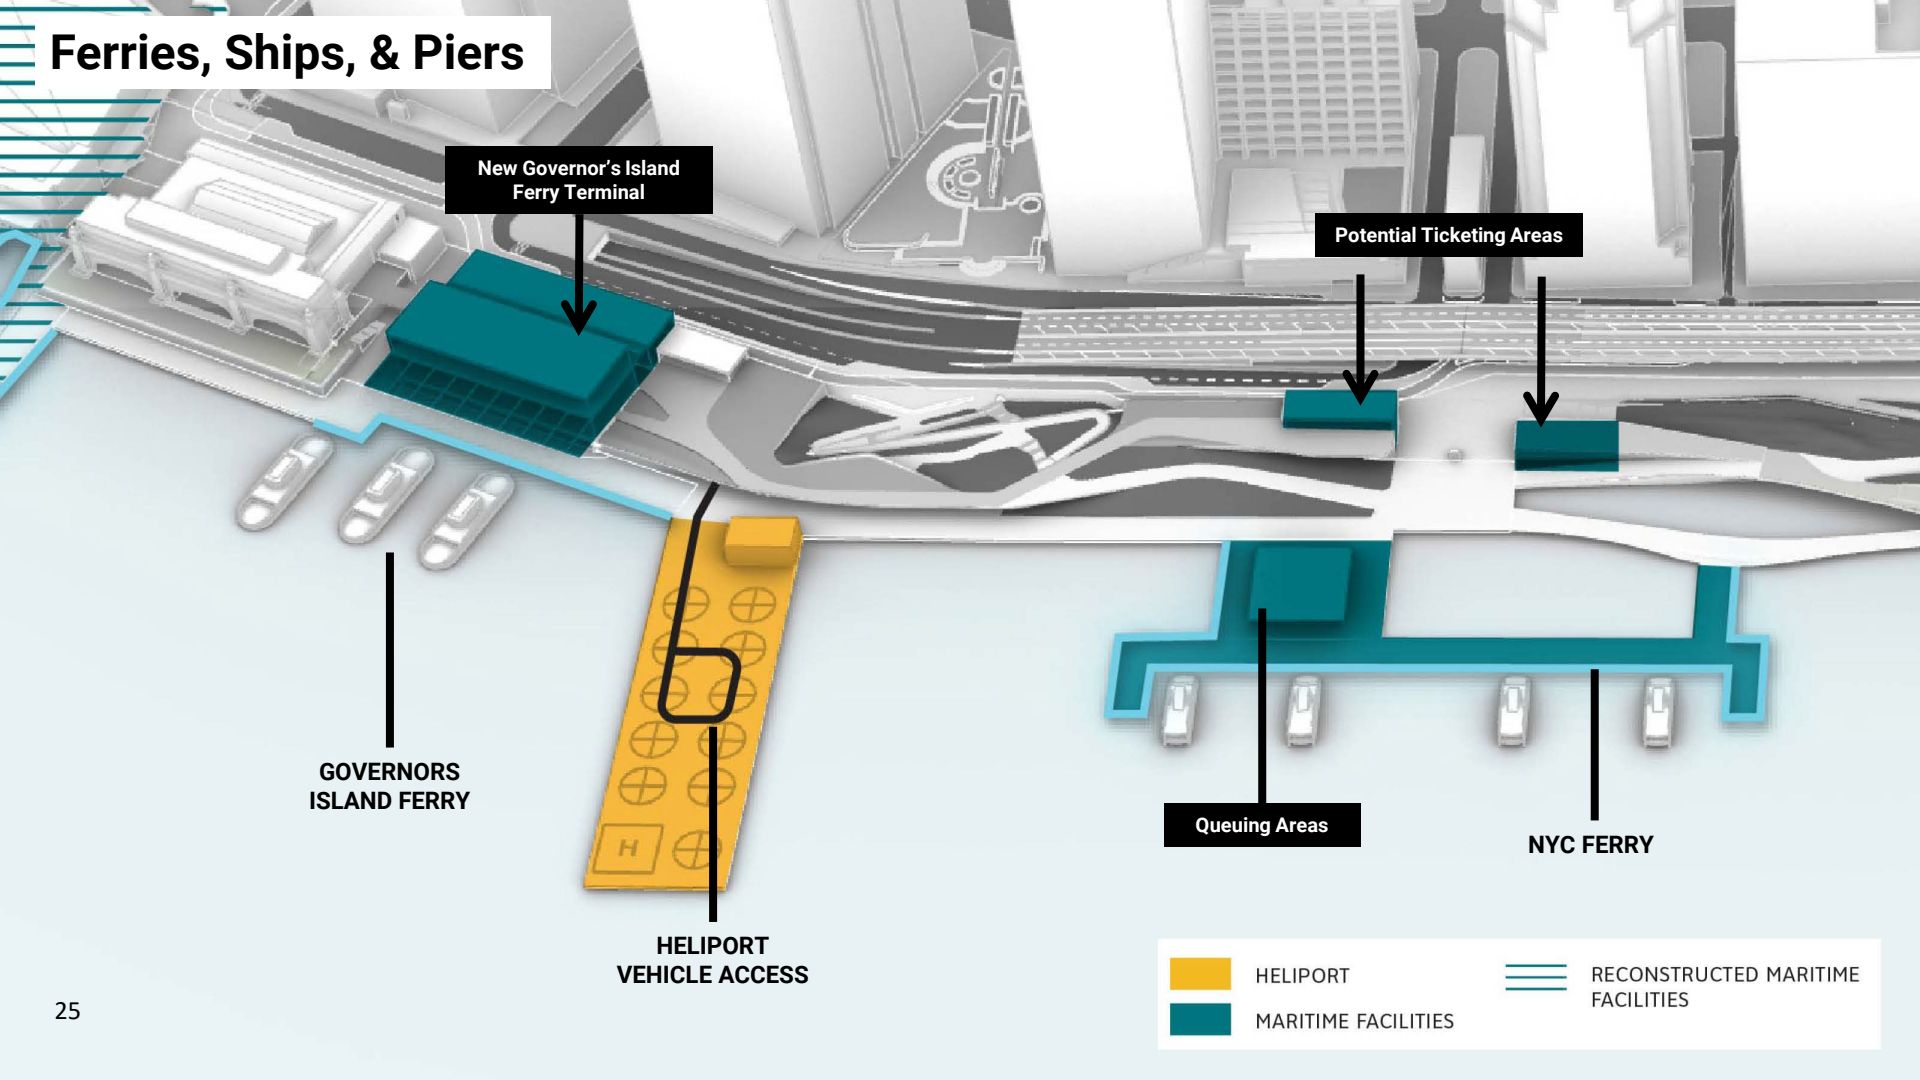 Ferries, Ships, & Piers
New Governor’s Island
Ferry Terminal
Potential Ticketing Areas
GOVERNORS
ISLAND FERRY
H
Queuing Areas
NYC FERRY
HELIPORT
VEHICLE ACCESS
HELIPORT
MARITIME FACILITIES
RECONSTRUCTED MARITIME
FACILITIES
25